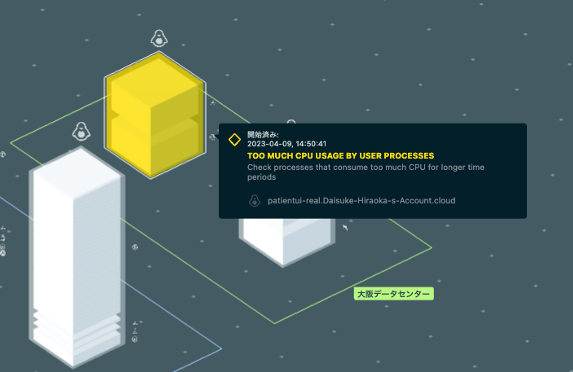 開始済み:
2023-04-09, 14:50:41
TOO MUCH CPU USAGE BY USER PROCESSES
Check processes that consume too much CPU for longer time
periods
patientui-real.Daisuke-Hiraoka-s-Account.cloud
大阪データセンター